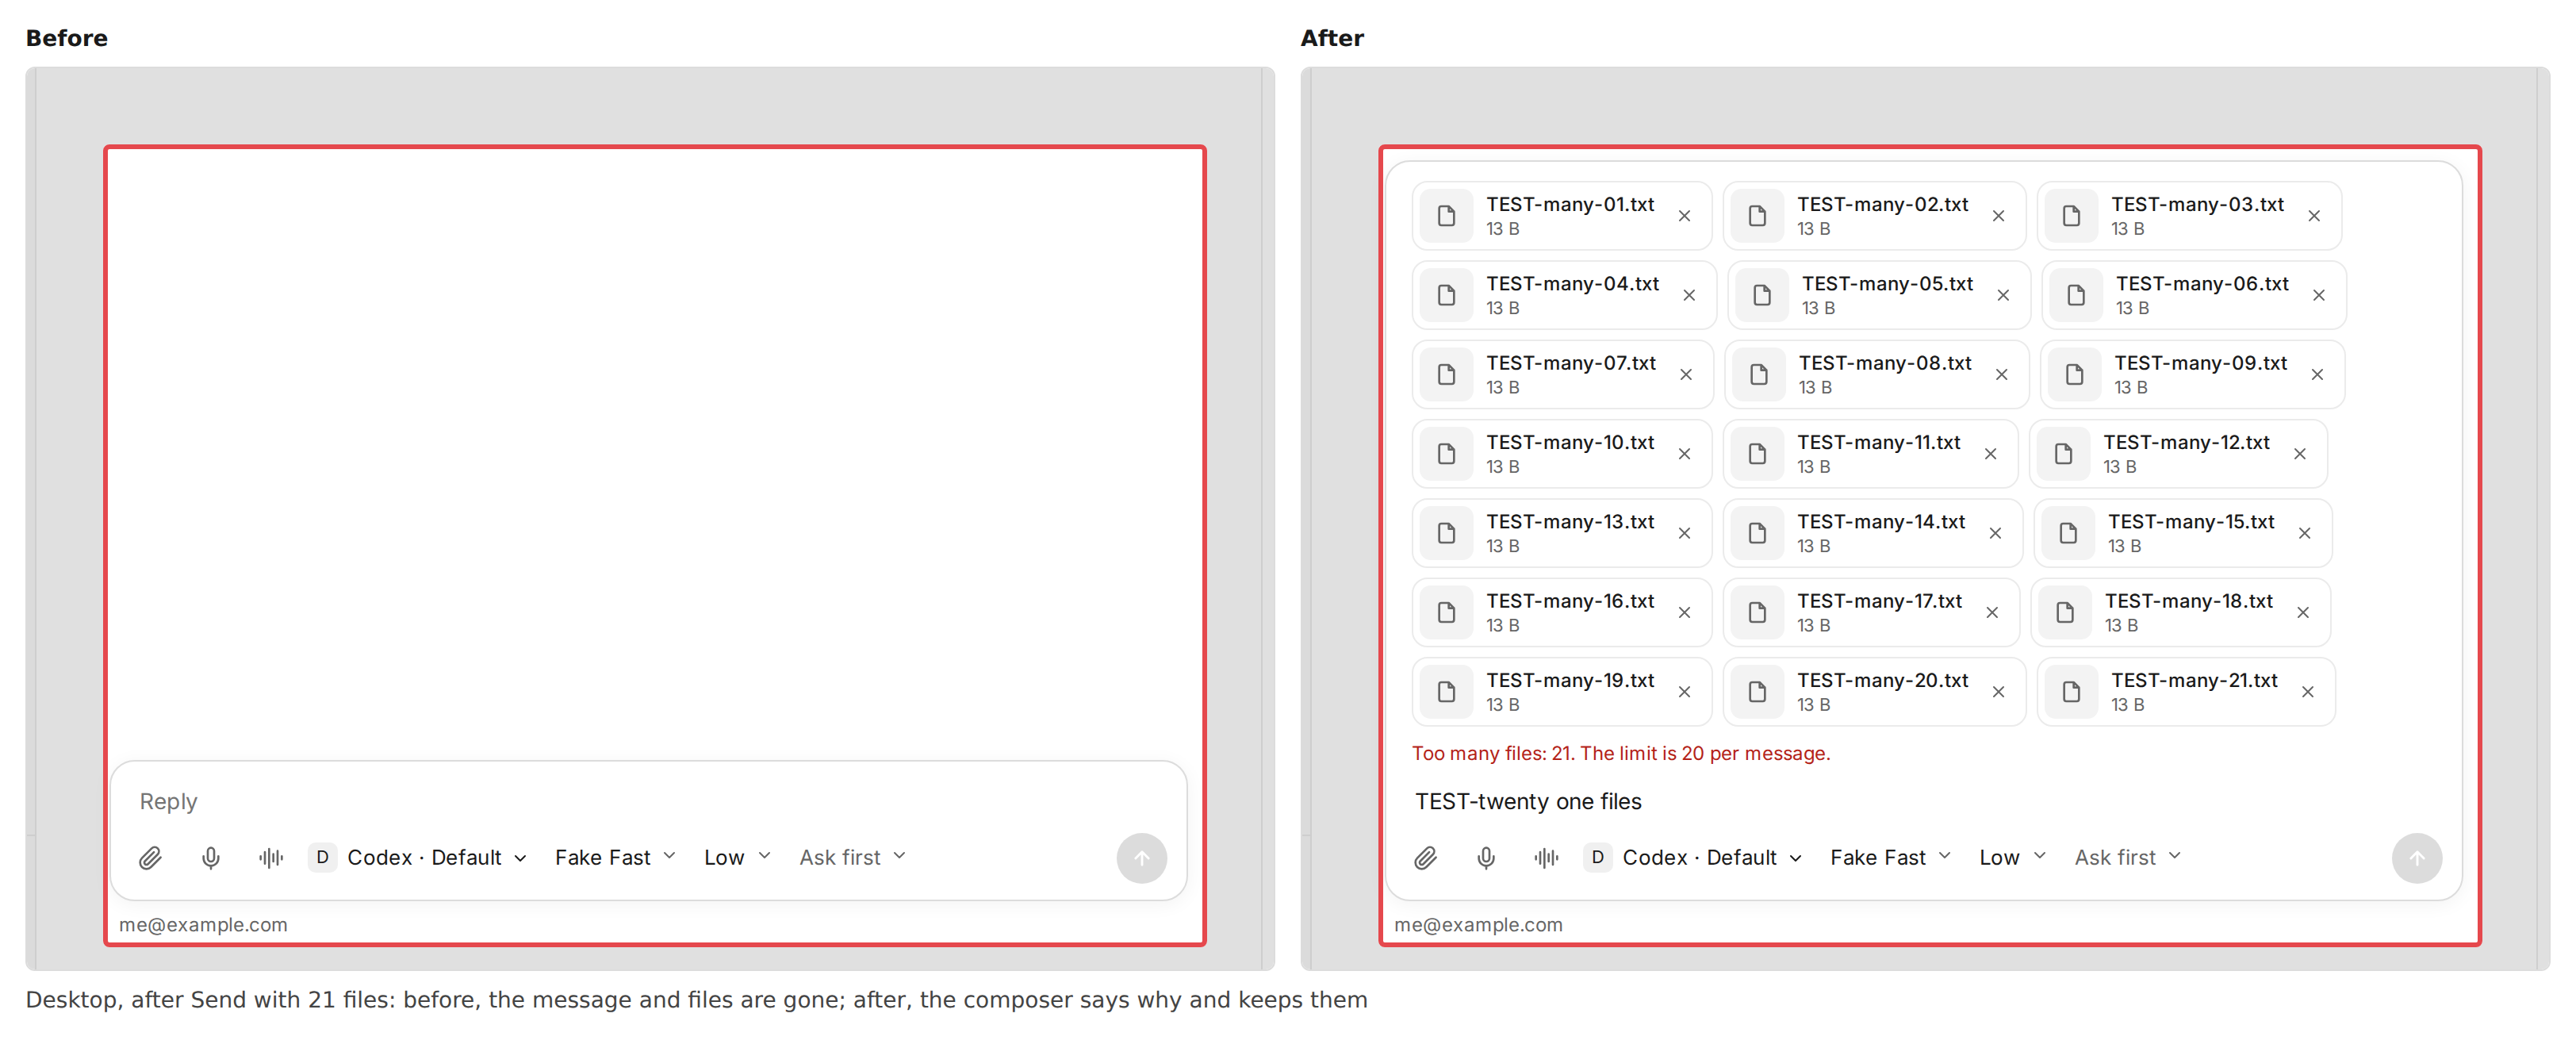 Before
Reply
D Codex · Default Fake Fast Low Ask first
me@example.com
After
TEST-many-01.txt TEST-many-02.txt TEST-many-03.txt
13 B 13 B 13 B
TEST-many-04.txt TEST-many-05.txt TEST-many-06.txt
13 B 13 B 13 B
TEST-many-07.txt TEST-many-08.txt TEST-many-09.txt
13 B 13 B 13 B
TEST-many-10.txt TEST-many-11.txt TEST-many-12.txt
13 B 13 B 13 B
TEST-many-13.txt TEST-many-14.txt TEST-many-15.txt
13 B 13 B 13 B
TEST-many-16.txt TEST-many-17.txt TEST-many-18.txt
13 B 13 B 13 B
TEST-many-19.txt TEST-many-20.txt TEST-many-21.txt
13 B 13 B 13 B
Too many files: 21. The limit is 20 per message.
TEST-twenty one files
D Codex · Default Fake Fast Low Ask first
me@example.com
Desktop, after Send with 21 files: before, the message and files are gone; after, the composer says why and keeps them